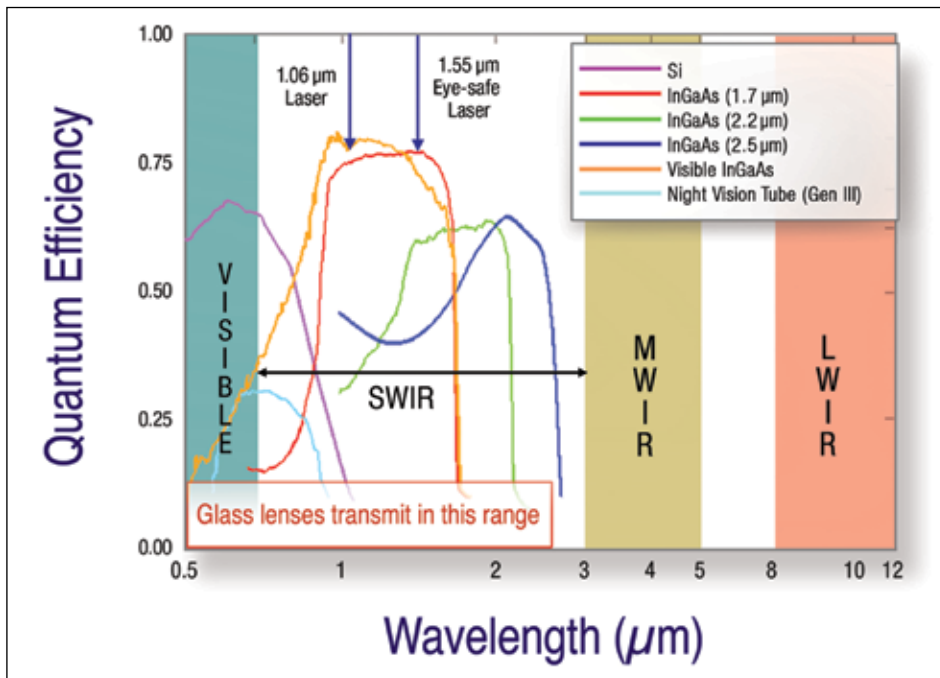 1.00
0.75
0.50
0.25
0.00
Quantum Efficiency
1.06 µm
Laser
1.55 µm
Eye-safe
Laser
Si
InGaAs (1.7 µm)
InGaAs (2.2 µm)
InGaAs (2.5 µm)
Visible InGaAs
Night Vision Tube (Gen III)
VISIBLE
SWIR
MWIR
LWIR
Glass lenses transmit in this range
0.5 1 2 3 4 5 8 10 12
Wavelength (µm)